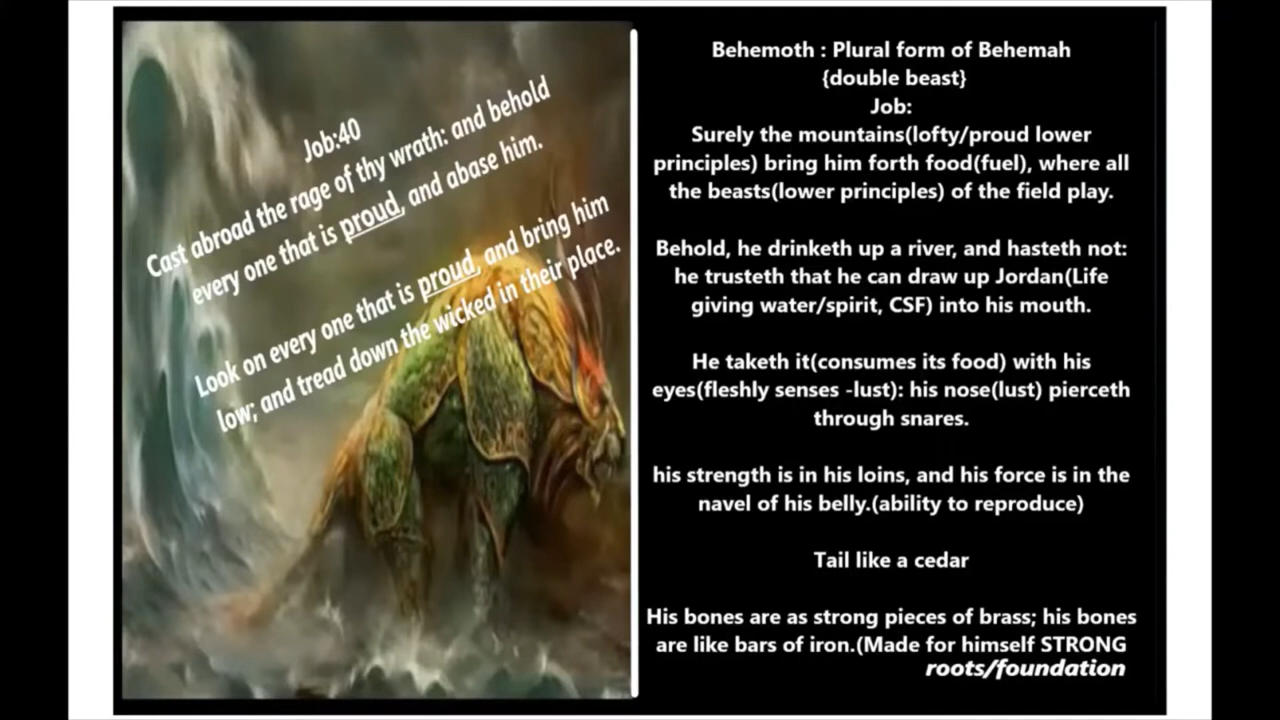 Job:40
Cast abroad the rage of thy wrath: and behold
every one that is proud, and abase him.
Look on every one that is proud, and bring him
low; and tread down the wicked in their place.
Behemoth : Plural form of Behemah
{double beast}
Job:
Surely the mountains(lofty/proud lower
principles) bring him forth food(fuel), where all
the beasts(lower principles) of the field play.
Behold, he drinketh up a river, and hasteth not:
he trusteth that he can draw up Jordan(Life
giving water/spirit, CSF) into his mouth.
He taketh it(consumes its food) with his
eyes(fleshly senses -lust): his nose(lust) pierceth
through snares.
his strength is in his loins, and his force is in the
navel of his belly.(ability to reproduce)
Tail like a cedar
His bones are as strong pieces of brass; his bones
are like bars of iron.(Made for himself STRONG
roots/foundation